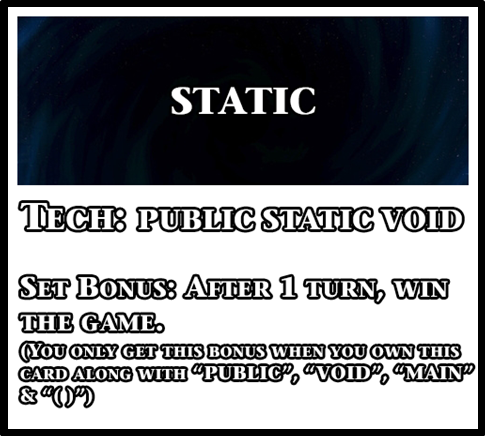 STATIC
TECH: PUBLIC STATIC VOID
SET BONUS: AFTER 1 TURN, WIN
THE GAME.
(YOU ONLY GET THIS BONUS WHEN YOU OWN THIS
CARD ALONG WITH “PUBLIC”, “VOID”, “MAIN”
& “( )”)